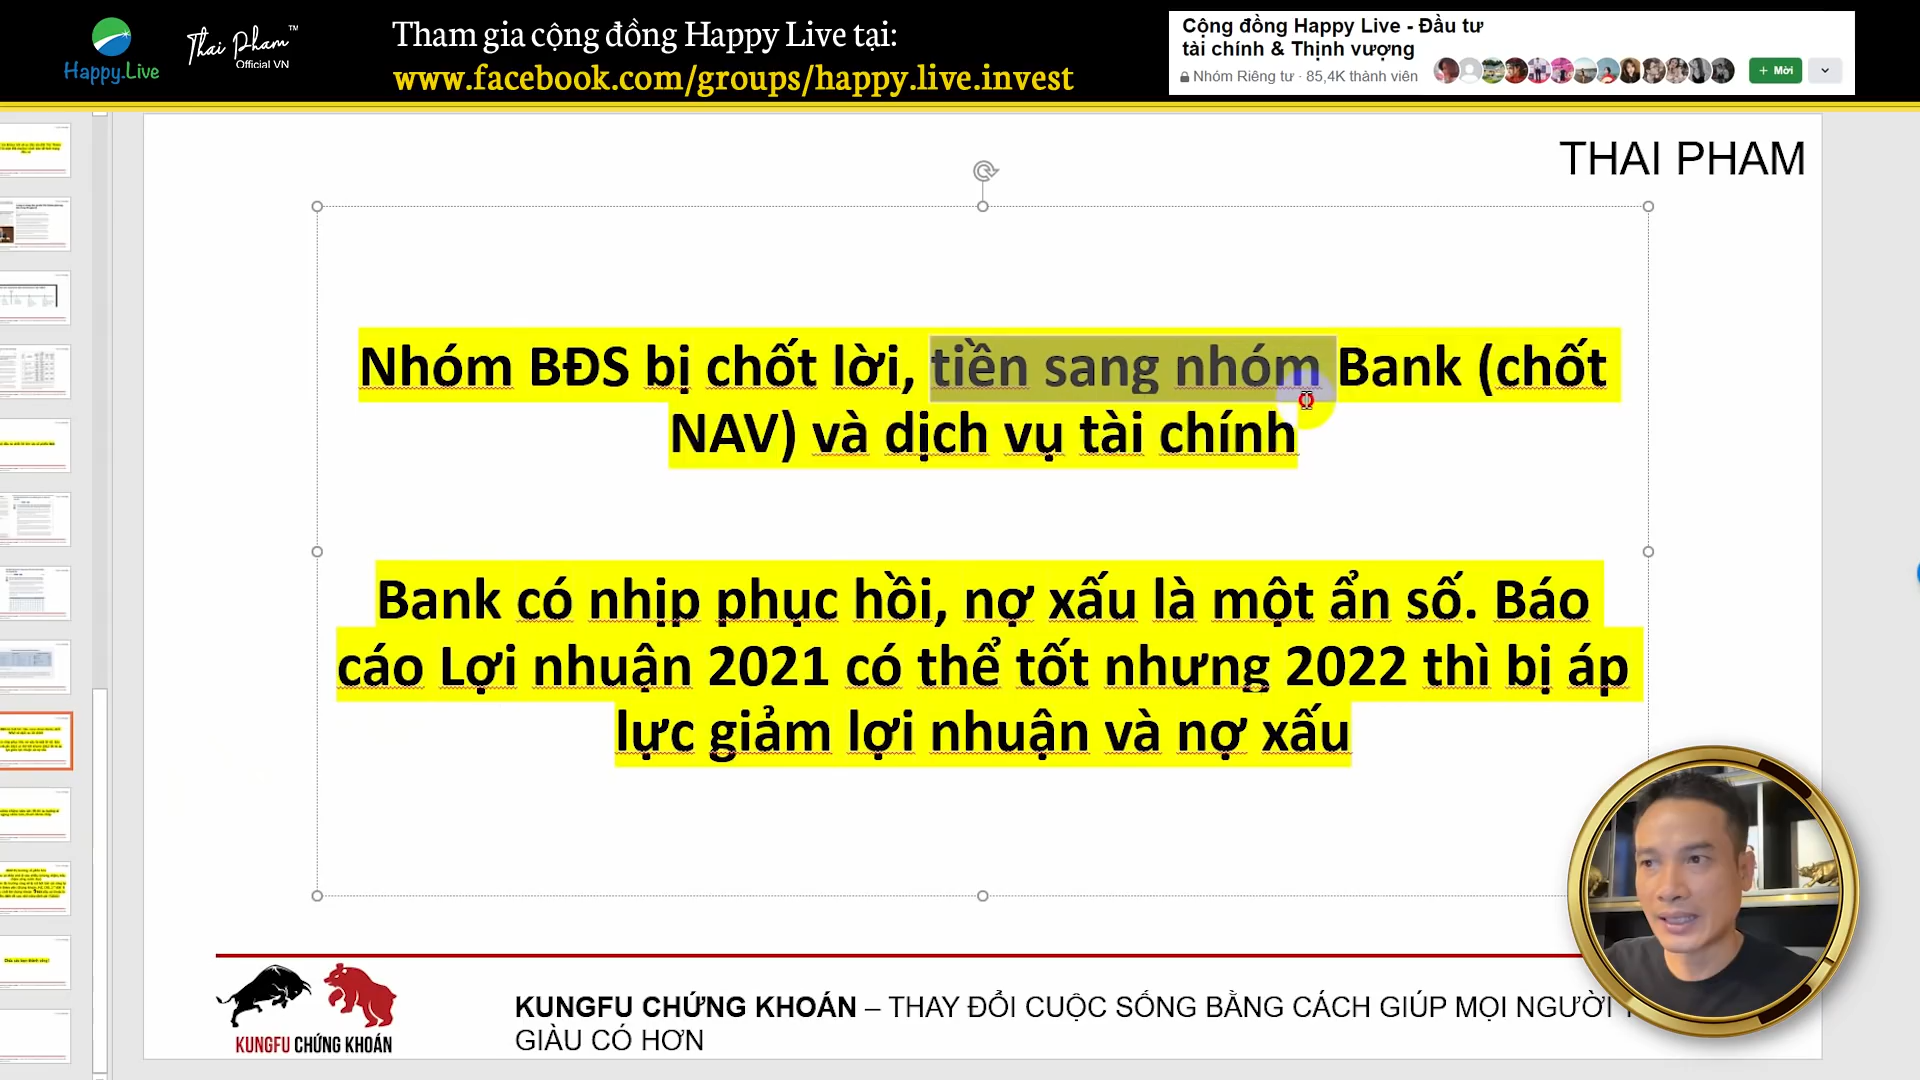 Happy.Live
Thai Pham™
Official VN
Tham gia cộng đồng Happy Live tại:
www.facebook.com/groups/happy.live.invest
Cộng đồng Happy Live - Đầu tư
tài chính & Thịnh vượng
Nhóm Riêng tư · 85,4K thành viên
+ Mời
THAI PHAM
Nhóm BĐS bị chốt lời, tiền sang nhóm Bank (chốt
NAV) và dịch vụ tài chính
Bank có nhịp phục hồi, nợ xấu là một ẩn số. Báo
cáo Lợi nhuận 2021 có thể tốt nhưng 2022 thì bị áp
lực giảm lợi nhuận và nợ xấu
KUNGFU CHỨNG KHOÁN
KUNGFU CHỨNG KHOÁN – THAY ĐỔI CUỘC SỐNG BẰNG CÁCH GIÚP MỌI NGƯỜI
GIÀU CÓ HƠN